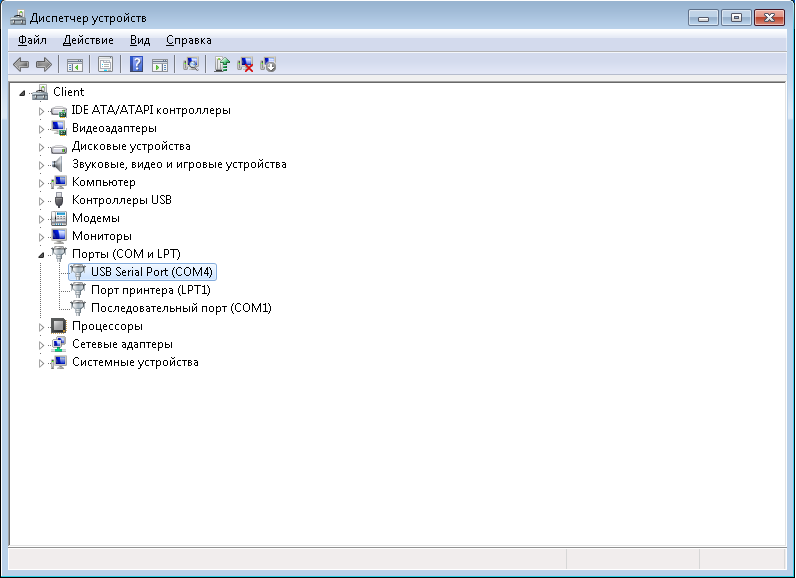 Диспетчер устройств
Файл Действие Вид Справка
Client
IDE ATA/ATAPI контроллеры
Видеоадаптеры
Дисковые устройства
Звуковые, видео и игровые устройства
Компьютер
Контроллеры USB
Модемы
Мониторы
Порты (COM и LPT)
USB Serial Port (COM4)
Порт принтера (LPT1)
Последовательный порт (COM1)
Процессоры
Сетевые адаптеры
Системные устройства